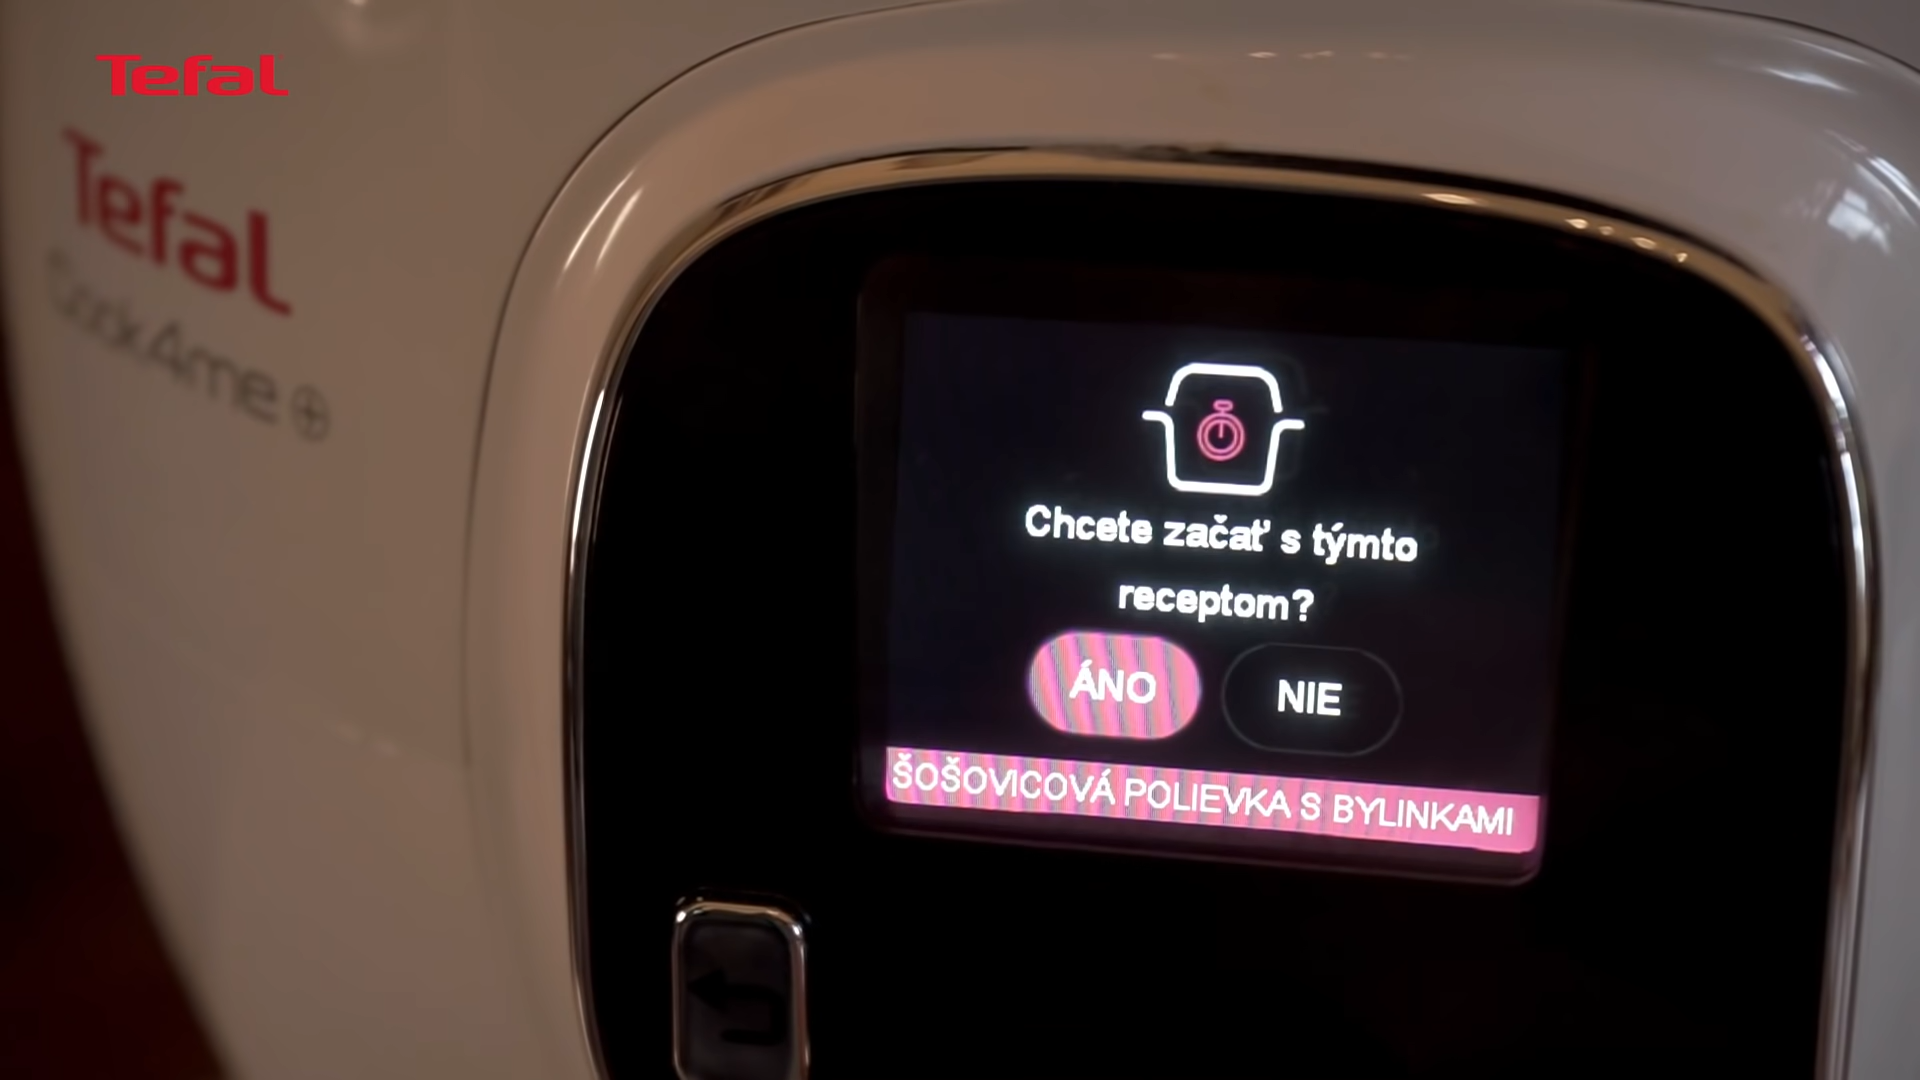 Tefal
Tefal
Cook4me
Chcete začať s týmto
receptom?
ÁNO
NIE
ŠOŠOVICOVÁ POLIEVKA S BYLINKAMI